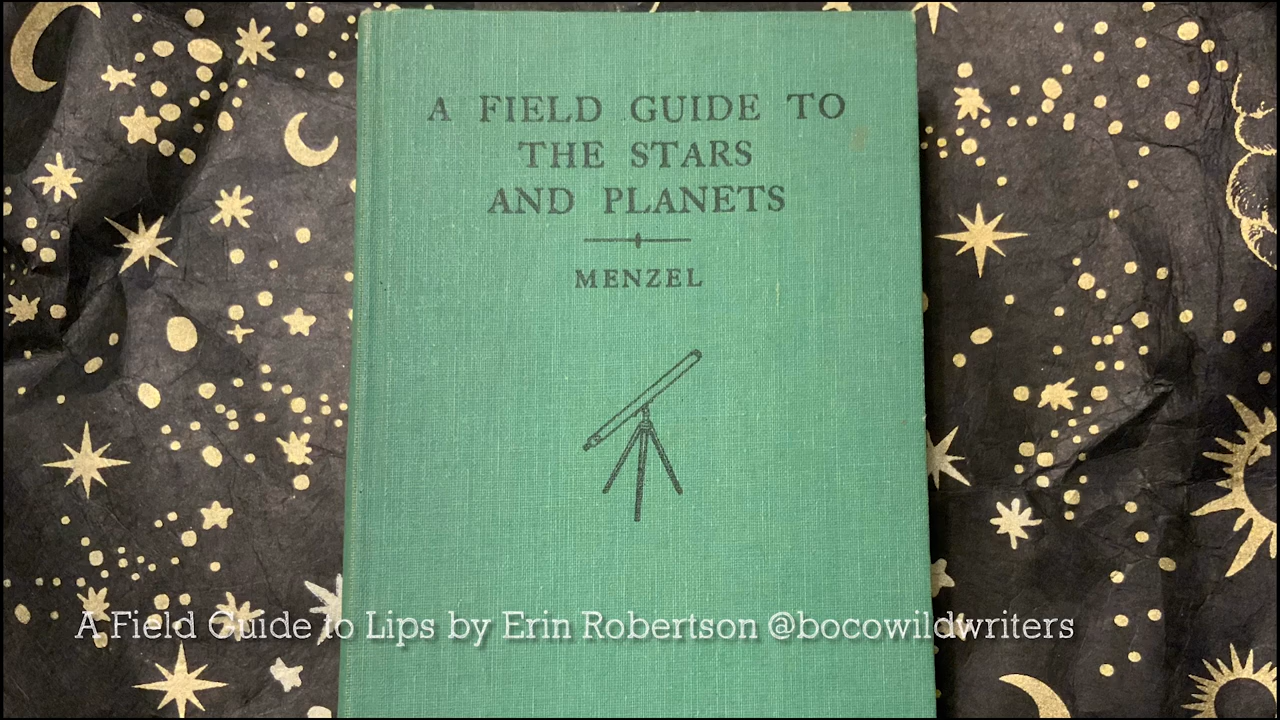 A FIELD GUIDE TO
THE STARS
AND PLANETS
MENZEL
A Field Guide to Lips by Erin Robertson @bocowildwriters